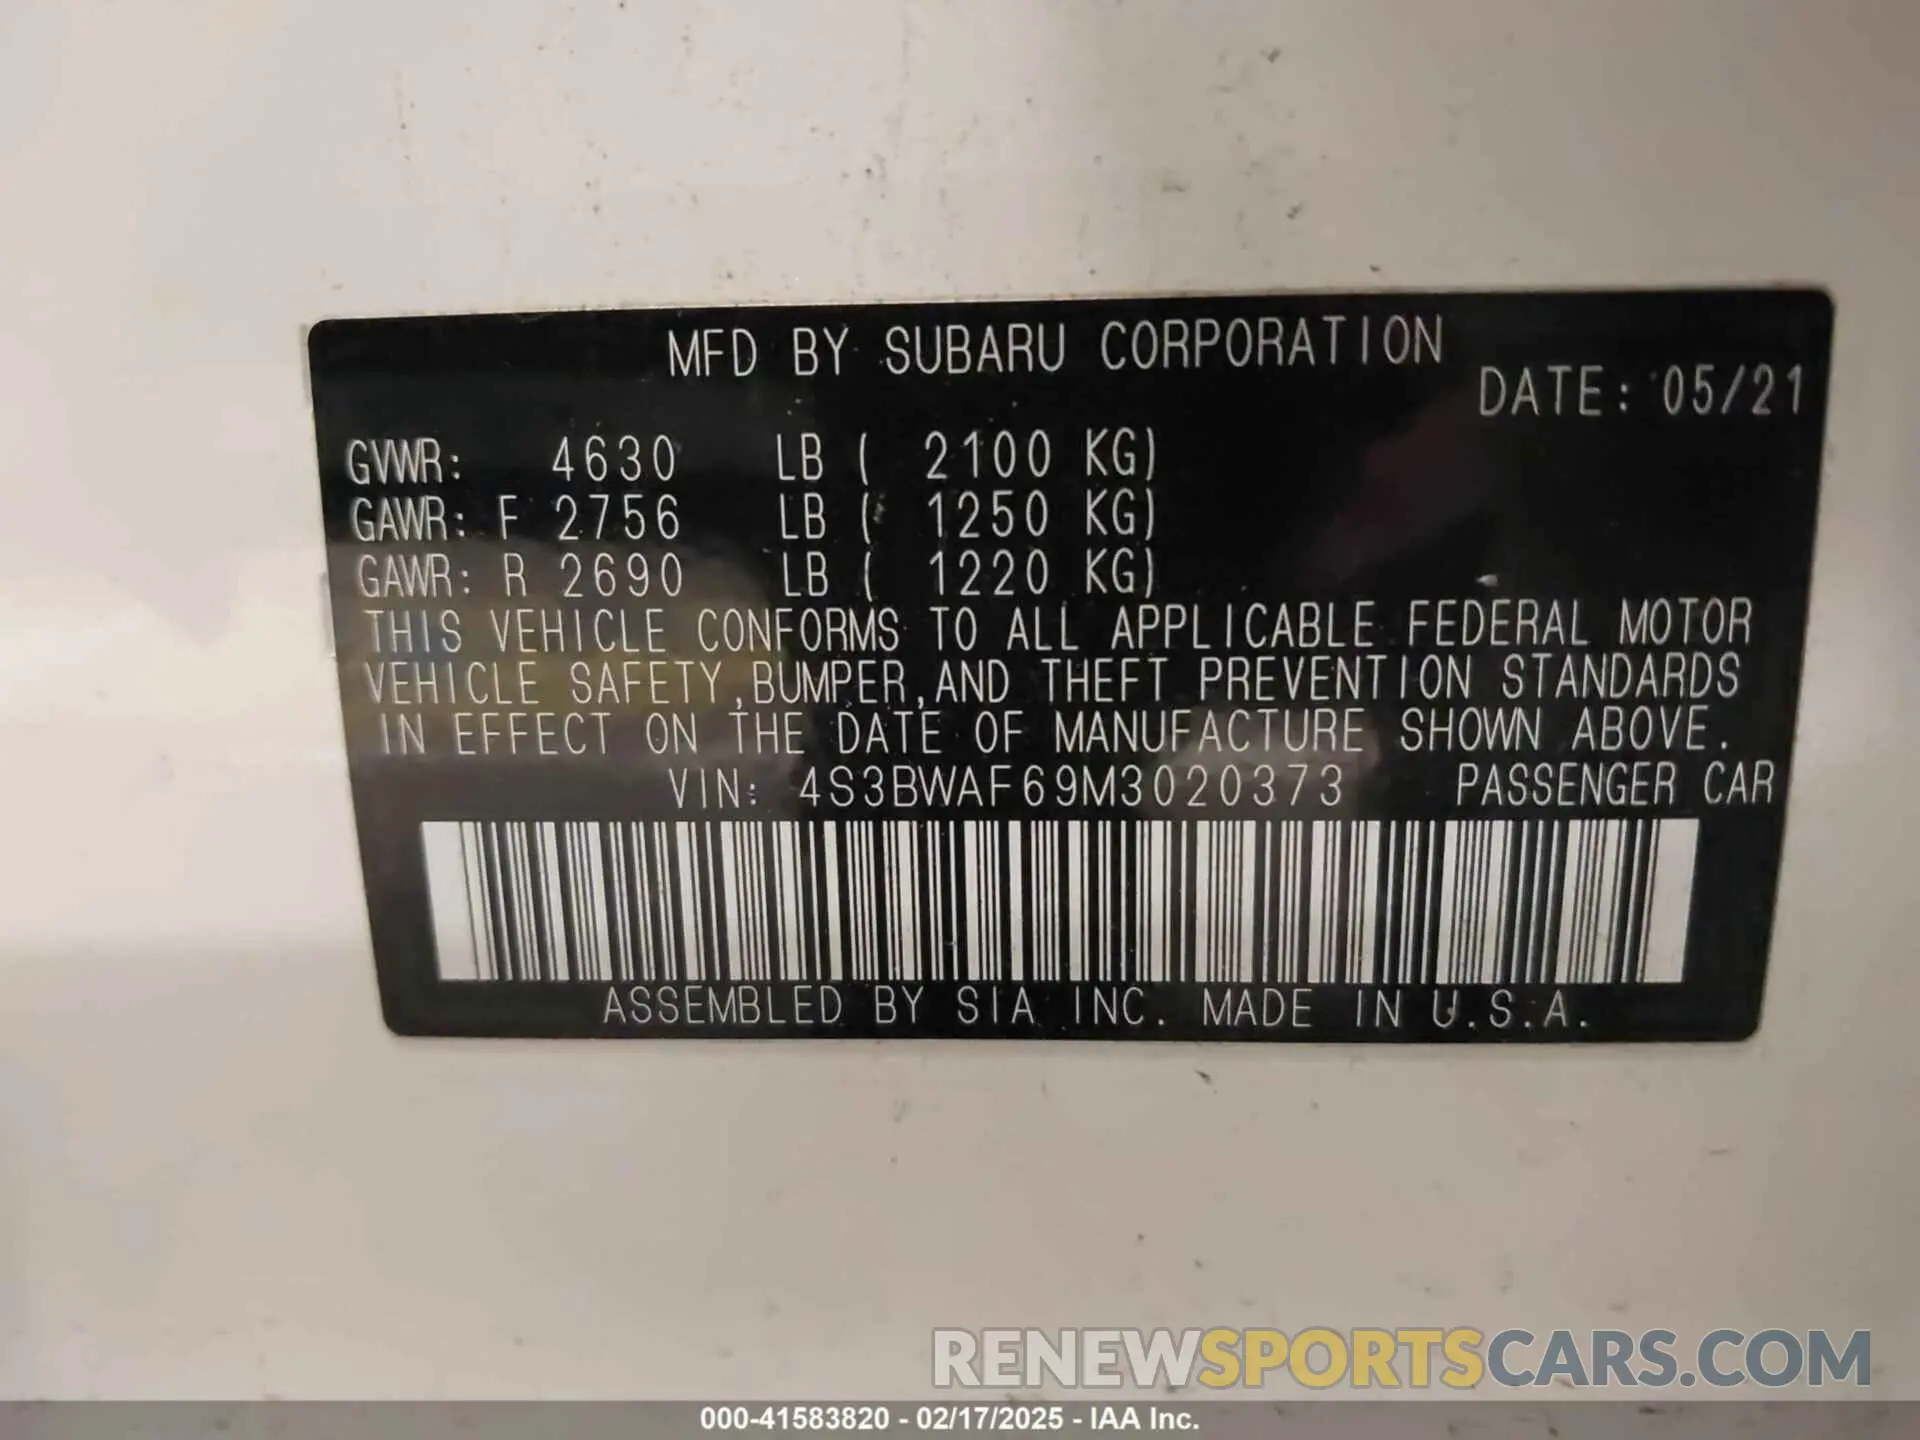 MFD BY SUBARU CORPORATION
DATE: 05/21
GVWR: 4630 LB ( 2100 KG)
GAWR: F 2756 LB ( 1250 KG)
GAWR: R 2690 LB ( 1220 KG)
THIS VEHICLE CONFORMS TO ALL APPLICABLE FEDERAL MOTOR
VEHICLE SAFETY,BUMPER,AND THEFT PREVENTION STANDARDS
IN EFFECT ON THE DATE OF MANUFACTURE SHOWN ABOVE.
VIN: 4S3BWAF69M3020373 PASSENGER CAR
ASSEMBLED BY SIA INC. MADE IN U.S.A.
RENEWSPORTSCARS.COM
000-41583820 - 02/17/2025 - IAA Inc.